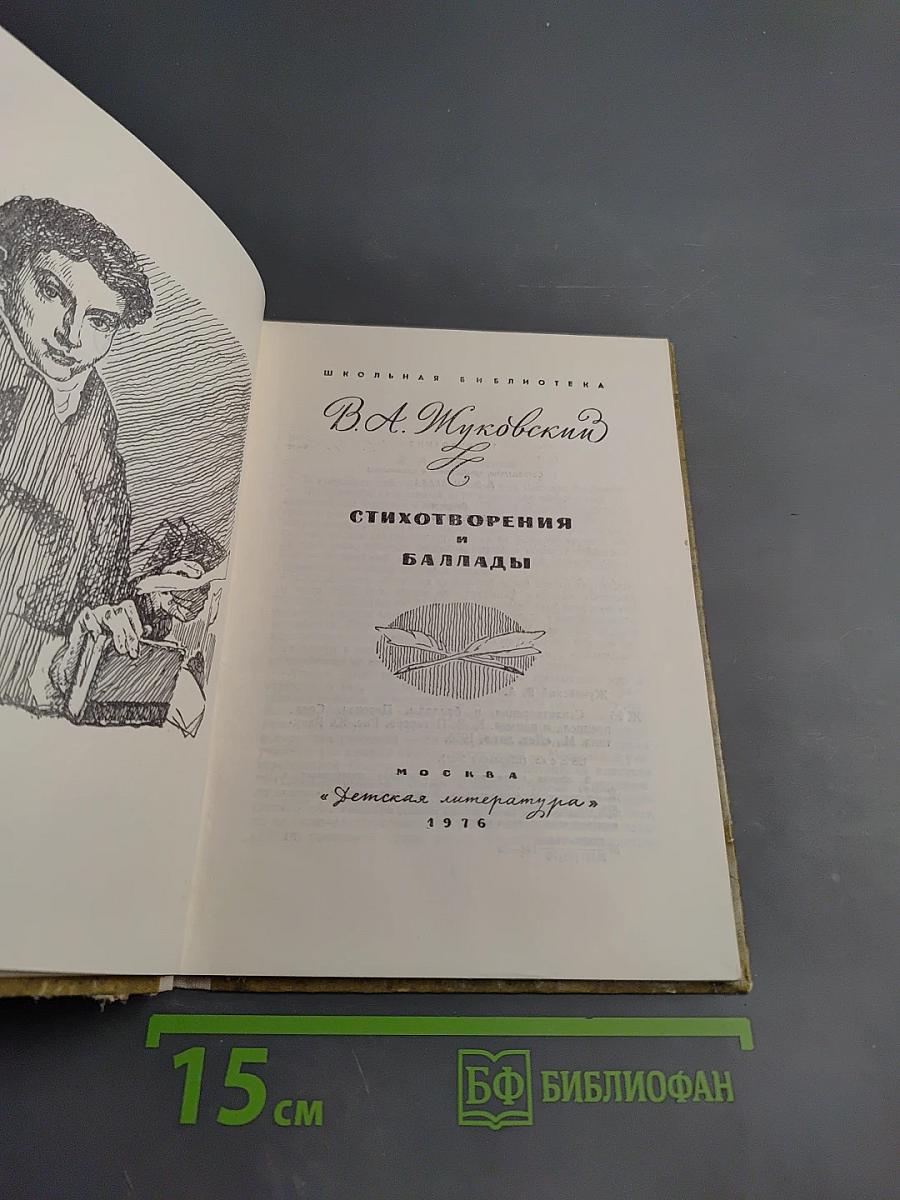 ШКОЛЬНАЯ БИБЛИОТЕКА
В. А. Жуковский
СТИХОТВОРЕНИЯ
и
БАЛЛАДЫ
МОСКВА
«Детская литература»
1976
15 см
БФ БИБЛИОФАН